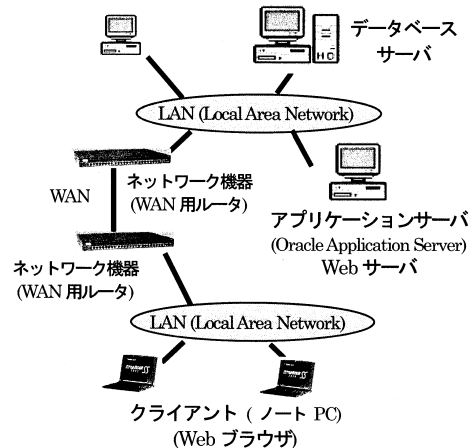 データベース
サーバ
LAN (Local Area Network)
WAN
ネットワーク機器
(WAN 用ルータ)
アプリケーションサーバ
(Oracle Application Server)
Web サーバ
ネットワーク機器
(WAN 用ルータ)
LAN (Local Area Network)
クライアント ( ノート PC)
(Web ブラウザ)